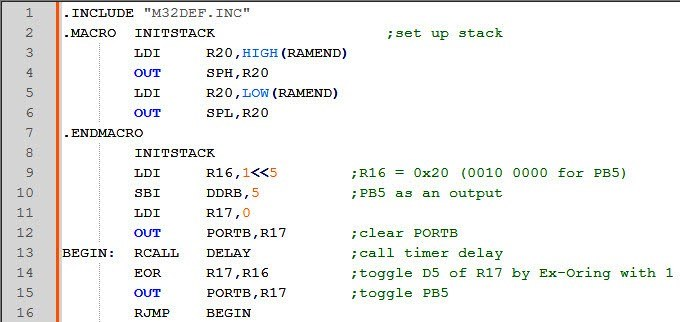 1 .INCLUDE "M32DEF.INC"
2 .MACRO INITSTACK ;set up stack
3 LDI R20,HIGH(RAMEND)
4 OUT SPH,R20
5 LDI R20,LOW(RAMEND)
6 OUT SPL,R20
7 .ENDMACRO
8 INITSTACK
9 LDI R16,1<<5 ;R16 = 0x20 (0010 0000 for PB5)
10 SBI DDRB,5 ;PB5 as an output
11 LDI R17,0
12 OUT PORTB,R17 ;clear PORTB
13 BEGIN: RCALL DELAY ;call timer delay
14 EOR R17,R16 ;toggle D5 of R17 by Ex-Oring with 1
15 OUT PORTB,R17 ;toggle PB5
16 RJMP BEGIN